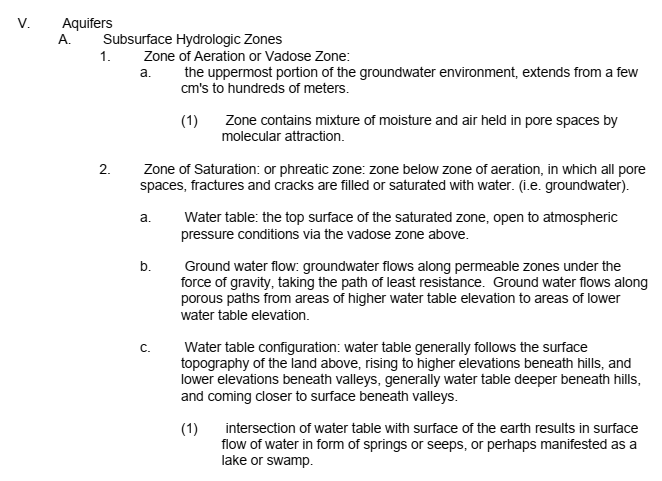 V. Aquifers
A. Subsurface Hydrologic Zones
1. Zone of Aeration or Vadose Zone:
a. the uppermost portion of the groundwater environment, extends from a few
cm's to hundreds of meters.
(1) Zone contains mixture of moisture and air held in pore spaces by
molecular attraction.
2. Zone of Saturation: or phreatic zone: zone below zone of aeration, in which all pore
spaces, fractures and cracks are filled or saturated with water. (i.e. groundwater).
a. Water table: the top surface of the saturated zone, open to atmospheric
pressure conditions via the vadose zone above.
b. Ground water flow: groundwater flows along permeable zones under the
force of gravity, taking the path of least resistance. Ground water flows along
porous paths from areas of higher water table elevation to areas of lower
water table elevation.
c. Water table configuration: water table generally follows the surface
topography of the land above, rising to higher elevations beneath hills, and
lower elevations beneath valleys, generally water table deeper beneath hills,
and coming closer to surface beneath valleys.
(1) intersection of water table with surface of the earth results in surface
flow of water in form of springs or seeps, or perhaps manifested as a
lake or swamp.